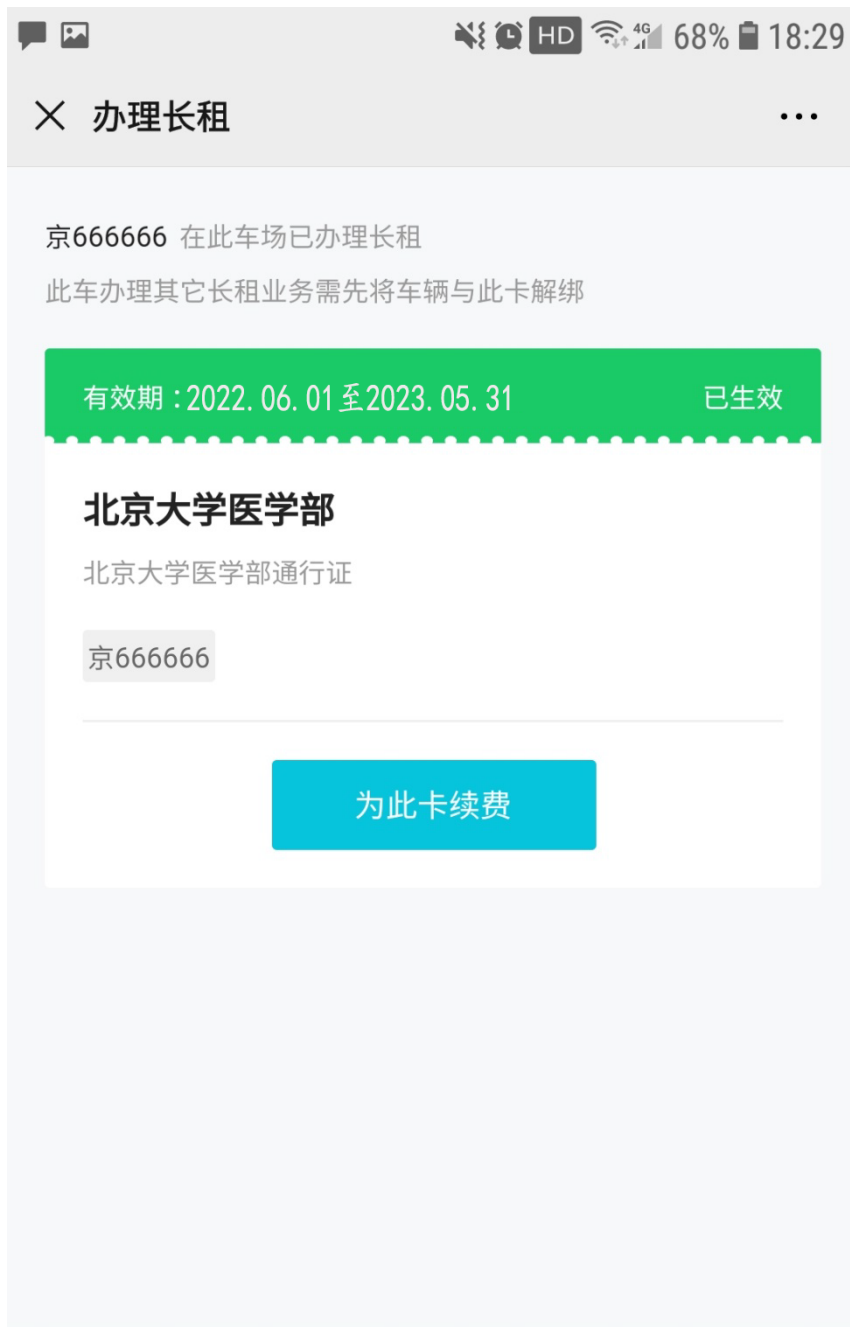 HD 4G 68% 18:29
办理长租
京666666 在此车场已办理长租
此车办理其它长租业务需先将车辆与此卡解绑
有效期：2022.06.01至2023.05.31 已生效
北京大学医学部
北京大学医学部通行证
京666666
为此卡续费